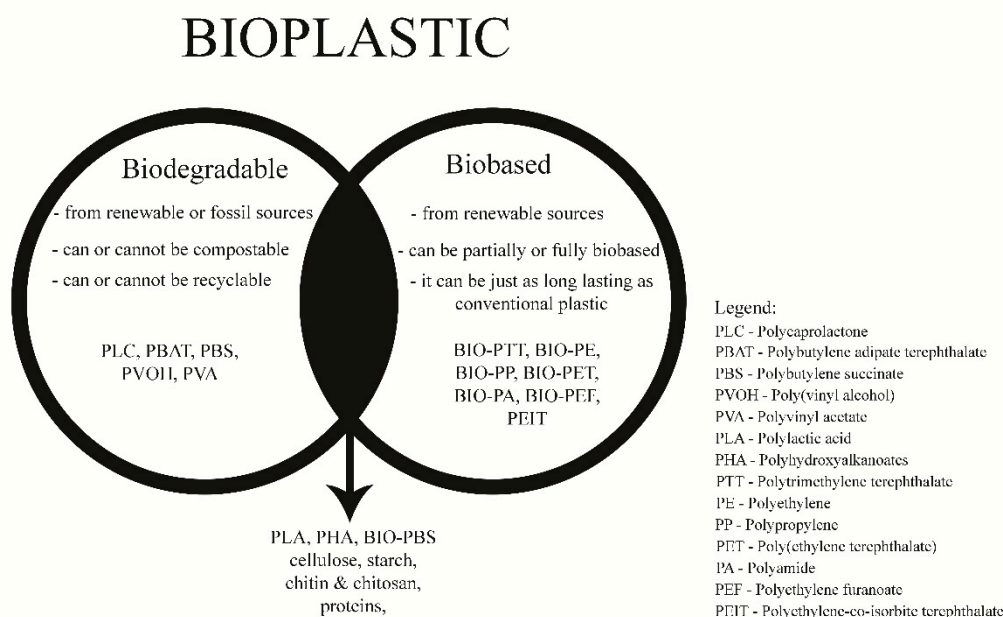 BIOPLASTIC
Biodegradable
- from renewable or fossil sources
- can or cannot be compostable
- can or cannot be recyclable
PLC, PBAT, PBS,
PVOH, PVA
Biobased
- from renewable sources
- can be partially or fully biobased
- it can be just as long lasting as
conventional plastic
BIO-PTT, BIO-PE,
BIO-PP, BIO-PET,
BIO-PA, BIO-PEF,
PEIT
PLA, PHA, BIO-PBS
cellulose, starch,
chitin & chitosan,
proteins,
Legend:
PLC - Polycaprolactone
PBAT - Polybutylene adipate terephthalate
PBS - Polybutylene succinate
PVOH - Poly(vinyl alcohol)
PVA - Polyvinyl acetate
PLA - Polylactic acid
PHA - Polyhydroxyalkanoates
PTT - Polytrimethylene terephthalate
PE - Polyethylene
PP - Polypropylene
PET - Poly(ethylene terephthalate)
PA - Polyamide
PEF - Polyethylene furanoate
PEIT - Polyethylene-co-isorbite terephthalate